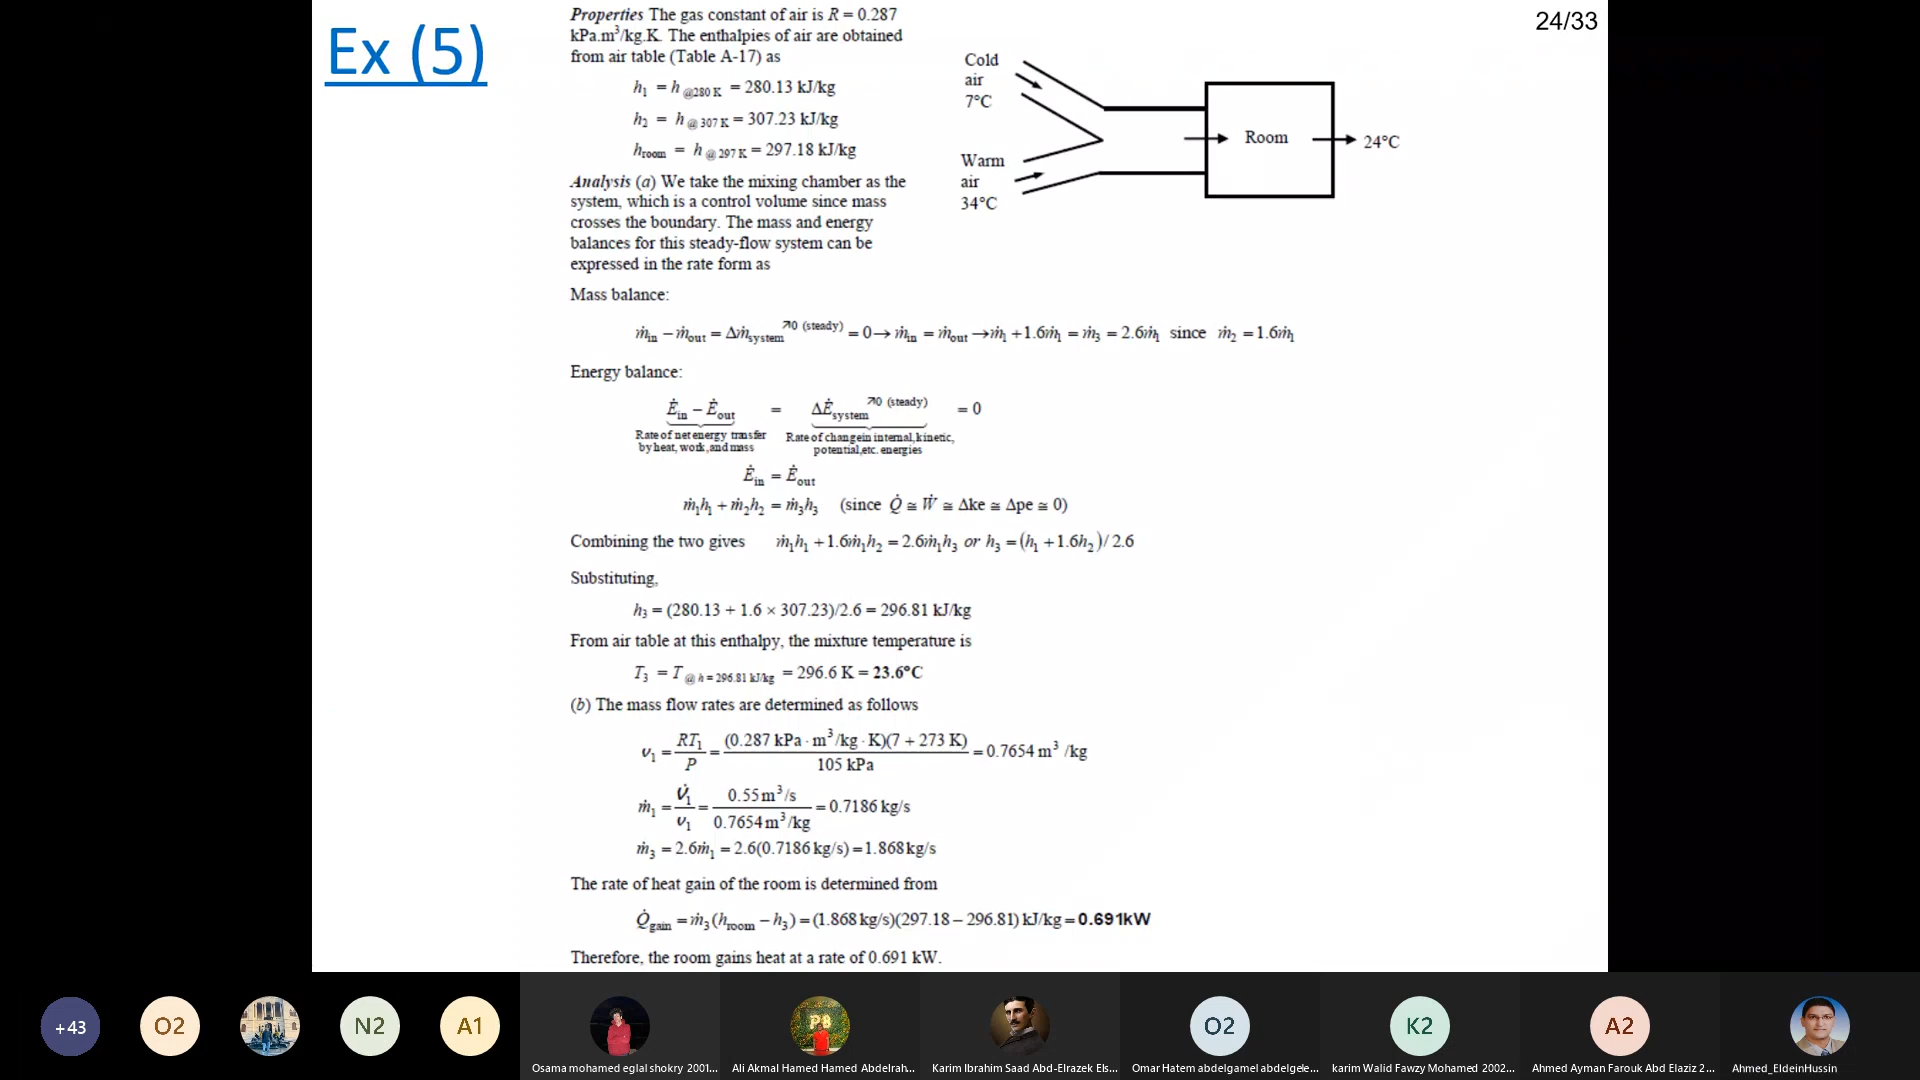 Ex (5)
24/33
Properties The gas constant of air is R = 0.287
kPa.m³/kg.K. The enthalpies of air are obtained
from air table (Table A-17) as
h₁ = h @280 K = 280.13 kJ/kg
h₂ = h @ 307 K = 307.23 kJ/kg
hroom = h @ 297 K = 297.18 kJ/kg
Cold
air
7°C
Warm
air
34°C
Room
24°C
Analysis (a) We take the mixing chamber as the
system, which is a control volume since mass
crosses the boundary. The mass and energy
balances for this steady-flow system can be
expressed in the rate form as
Mass balance:
ṁin − ṁout = Δṁsystem ↗0 (steady) = 0 → ṁin = ṁout → ṁ₁ + 1.6ṁ₁ = ṁ₃ = 2.6ṁ₁ since ṁ₂ = 1.6ṁ₁
Energy balance:
Ėin − Ėout = ΔĖsystem ↗0 (steady) = 0
Rate of net energy transfer
by heat, work, and mass
Rate of change in internal, kinetic,
potential, etc. energies
Ėin = Ėout
ṁ₁h₁ + ṁ₂h₂ = ṁ₃h₃ (since Q̇ ≅ Ẇ ≅ Δke ≅ Δpe ≅ 0)
Combining the two gives ṁ₁h₁ + 1.6ṁ₁h₂ = 2.6ṁ₁h₃ or h₃ = (h₁ + 1.6h₂)/2.6
Substituting,
h₃ = (280.13 + 1.6 × 307.23)/2.6 = 296.81 kJ/kg
From air table at this enthalpy, the mixture temperature is
T₃ = T @ h = 296.81 kJ/kg = 296.6 K = 23.6°C
(b) The mass flow rates are determined as follows
υ₁ = RT₁/P = (0.287 kPa · m³/kg · K)(7 + 273 K)/105 kPa = 0.7654 m³ /kg
ṁ₁ = V̇₁/υ₁ = 0.55 m³/s / 0.7654 m³/kg = 0.7186 kg/s
ṁ₃ = 2.6ṁ₁ = 2.6(0.7186 kg/s) = 1.868 kg/s
The rate of heat gain of the room is determined from
Q̇gain = ṁ₃(hroom − h₃) = (1.868 kg/s)(297.18 − 296.81) kJ/kg = 0.691kW
Therefore, the room gains heat at a rate of 0.691 kW.
+43
O2
N2
A1
P8
O2
K2
A2
Osama mohamed eglal shokry 2001...
Ali Akmal Hamed Hamed Abdelrah...
Karim Ibrahim Saad Abd-Elrazek Els...
Omar Hatem abdelgamel abdelgele...
karim Walid Fawzy Mohamed 2002...
Ahmed Ayman Farouk Abd Elaziz 2...
Ahmed_EldeinHussin